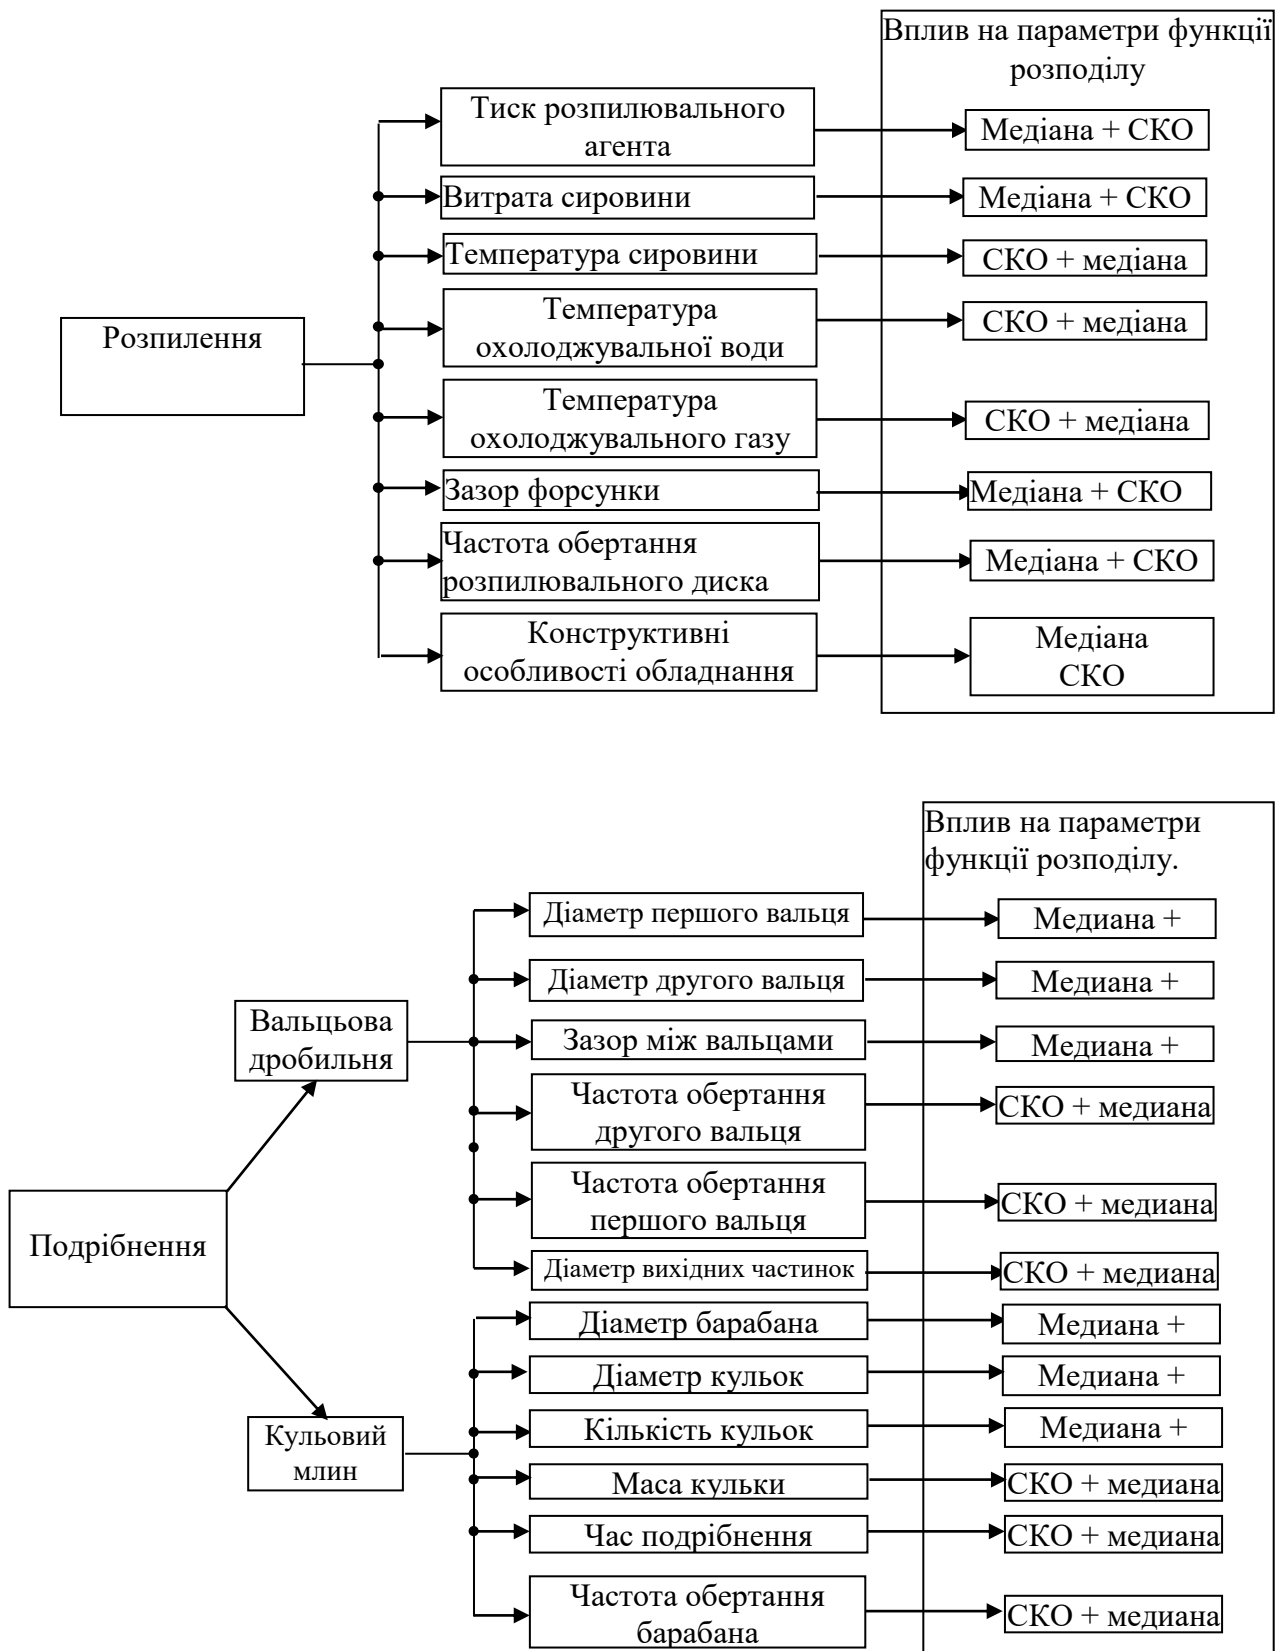 Вплив на параметри функції
розподілу
Тиск розпилювального
агента
Медіана + СКО
Витрата сировини
Медіана + СКО
Температура сировини
СКО + медіана
Розпилення
Температура
охолоджувальної води
СКО + медіана
Температура
охолоджувального газу
СКО + медіана
Зазор форсунки
Медіана + СКО
Частота обертання
розпилювального диска
Медіана + СКО
Конструктивні
особливості обладнання
Медіана
СКО
Вплив на параметри
функції розподілу.
Діаметр першого вальця
Медиана +
Діаметр другого вальця
Медиана +
Вальцьова
дробильня
Зазор між вальцами
Медиана +
Частота обертання
другого вальця
СКО + медиана
Частота обертання
першого вальця
СКО + медиана
Подрібнення
Діаметр вихідних частинок
СКО + медиана
Діаметр барабана
Медиана +
Діаметр кульок
Медиана +
Кульовий
млин
Кількість кульок
Медиана +
Маса кульки
СКО + медиана
Час подрібнення
СКО + медиана
Частота обертання
барабана
СКО + медиана